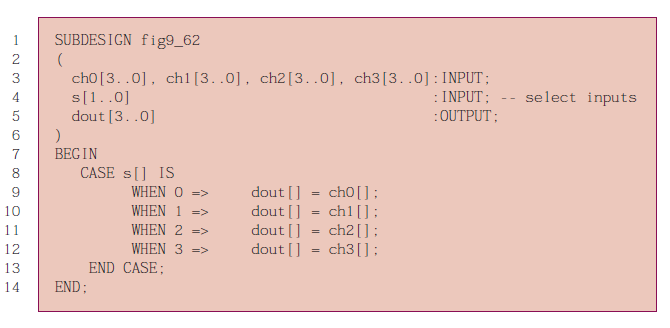 1 SUBDESIGN fig9_62
2 (
3 ch0[3..0], ch1[3..0], ch2[3..0], ch3[3..0]:INPUT;
4 s[1..0] :INPUT; -- select inputs
5 dout[3..0] :OUTPUT;
6 )
7 BEGIN
8 CASE s[] IS
9 WHEN 0 => dout[] = ch0[];
10 WHEN 1 => dout[] = ch1[];
11 WHEN 2 => dout[] = ch2[];
12 WHEN 3 => dout[] = ch3[];
13 END CASE;
14 END;